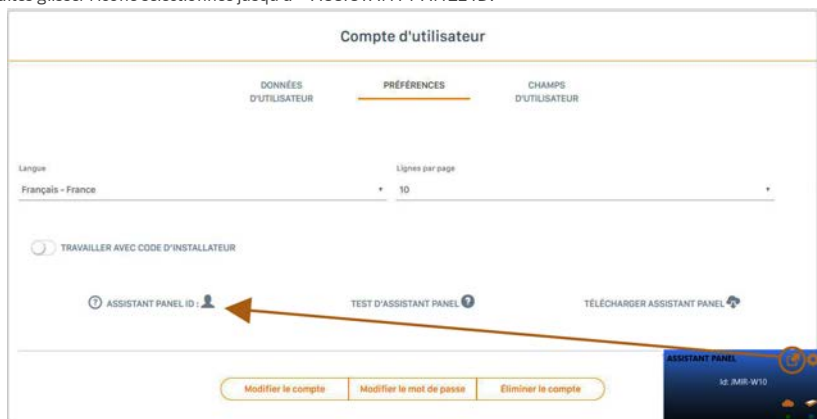 Compte d'utilisateur
DONNÉES D'UTILISATEUR
PRÉFÉRENCES
CHAMPS D'UTILISATEUR
Langue
Français - France
Lignes par page
10
TRAVAILLER AVEC CODE D'INSTALLATEUR
ASSISTANT PANEL ID :
TEST D'ASSISTANT PANEL
TÉLÉCHARGER ASSISTANT PANEL
ASSISTANT PANEL
Id: JMIR-W10
Modifier le compte
Modifier le mot de passe
Éliminer le compte